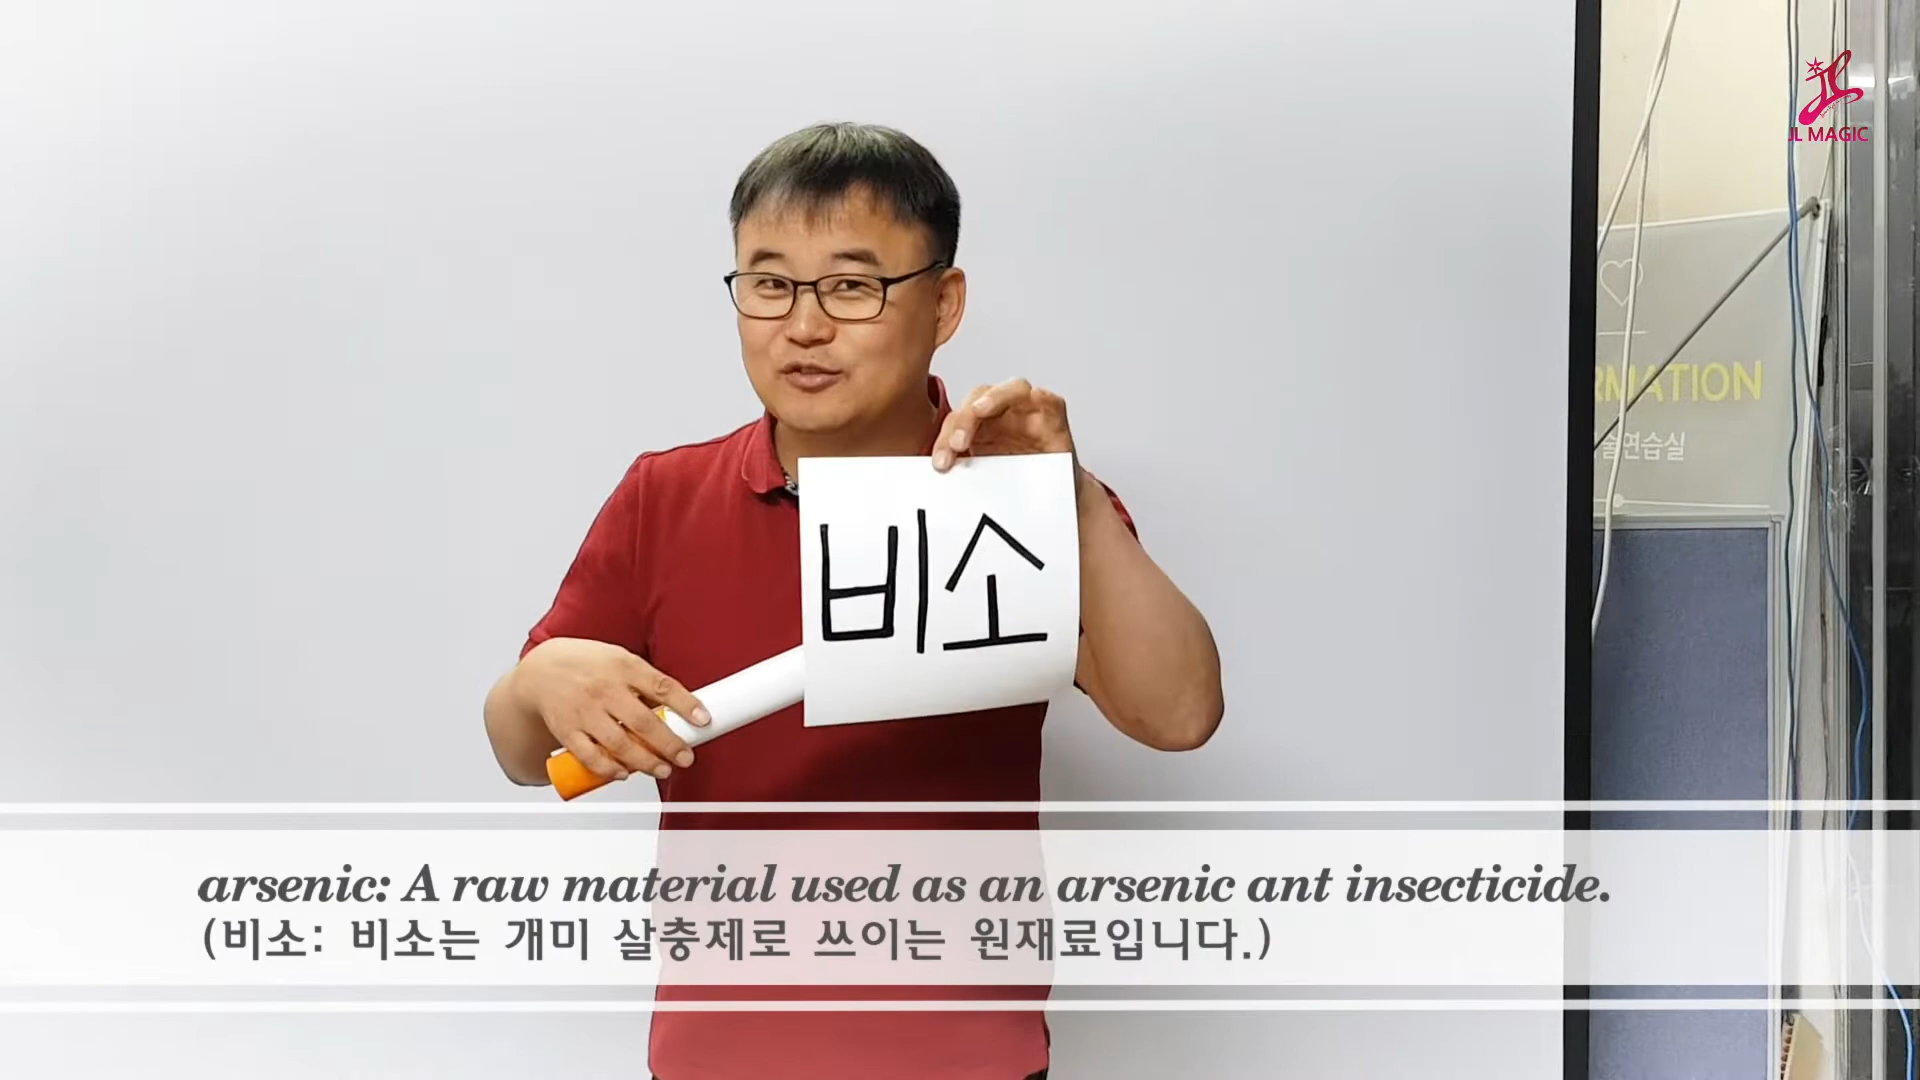 JL MAGIC
RMATION
술연습실
비소
arsenic: A raw material used as an arsenic ant insecticide.
(비소: 비소는 개미 살충제로 쓰이는 원재료입니다.)